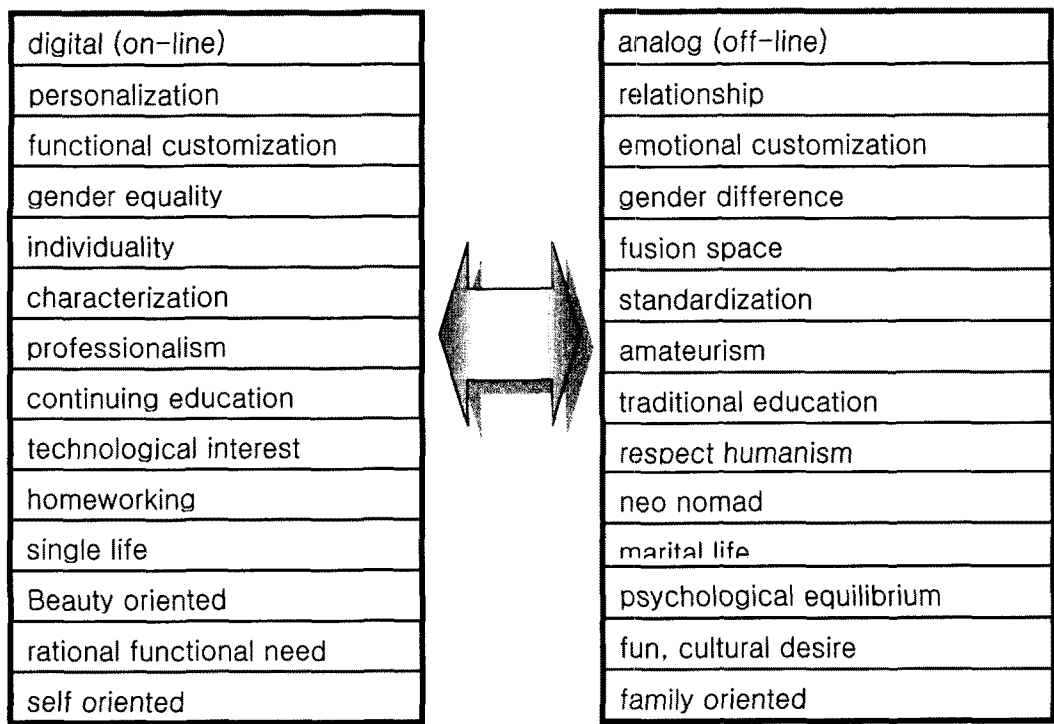 digital (on-line)
personalization
functional customization
gender equality
individuality
characterization
professionalism
continuing education
technological interest
homeworking
single life
Beauty oriented
rational functional need
self oriented
analog (off-line)
relationship
emotional customization
gender difference
fusion space
standardization
amateurism
traditional education
respect humanism
neo nomad
marital life
psychological equilibrium
fun, cultural desire
family oriented